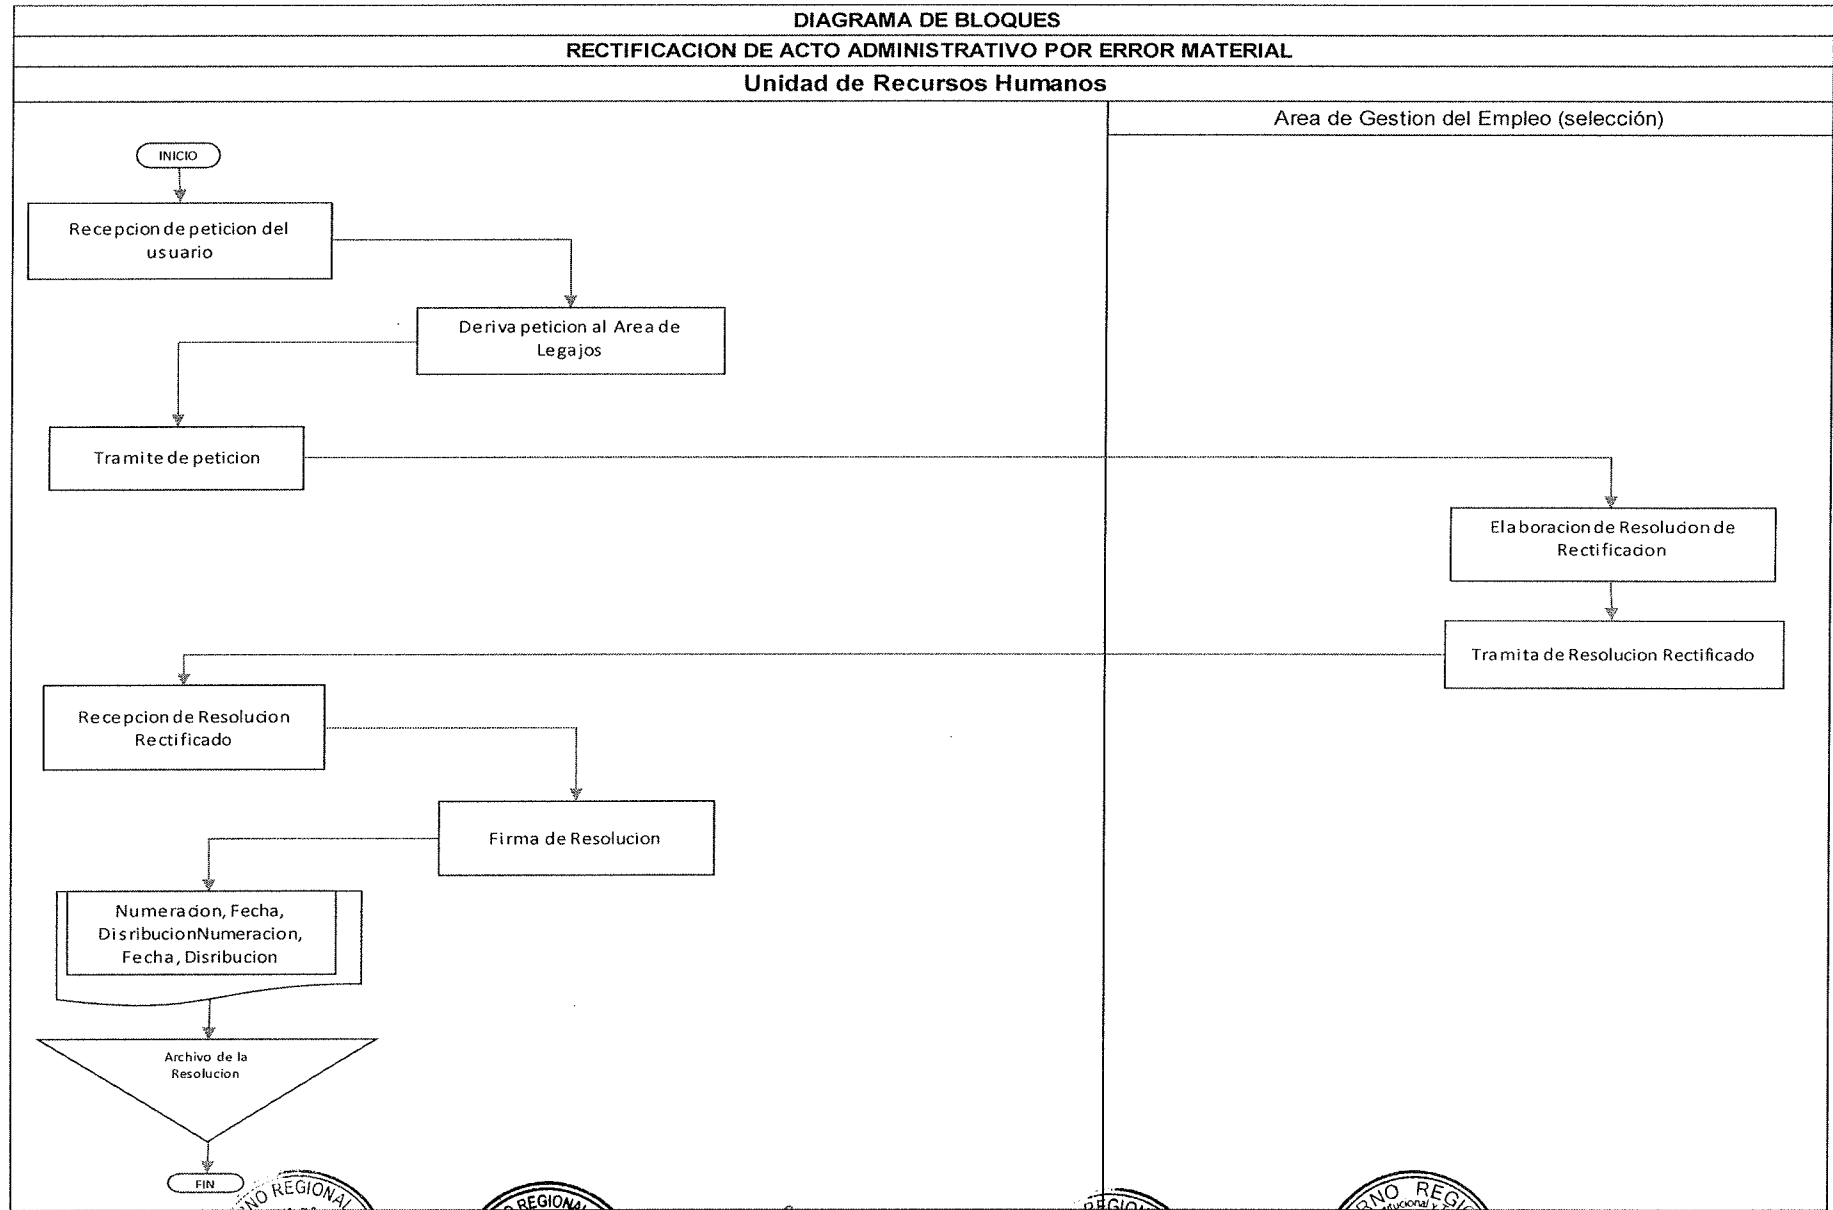 DIAGRAMA DE BLOQUES
RECTIFICACION DE ACTO ADMINISTRATIVO POR ERROR MATERIAL
Unidad de Recursos Humanos
Area de Gestion del Empleo (selección)
INICIO
Recepcion de peticion del
usuario
Deriva peticion al Area de
Legajos
Tramite de peticion
Elaboracion de Resolucion de
Rectificacion
Tramita de Resolucion Rectificado
Recepcion de Resolucion
Rectificado
Firma de Resolucion
Numeracion, Fecha,
DisribucionNumeracion,
Fecha, Disribucion
Archivo de la
Resolucion
FIN
REGIONAL
REGIONAL